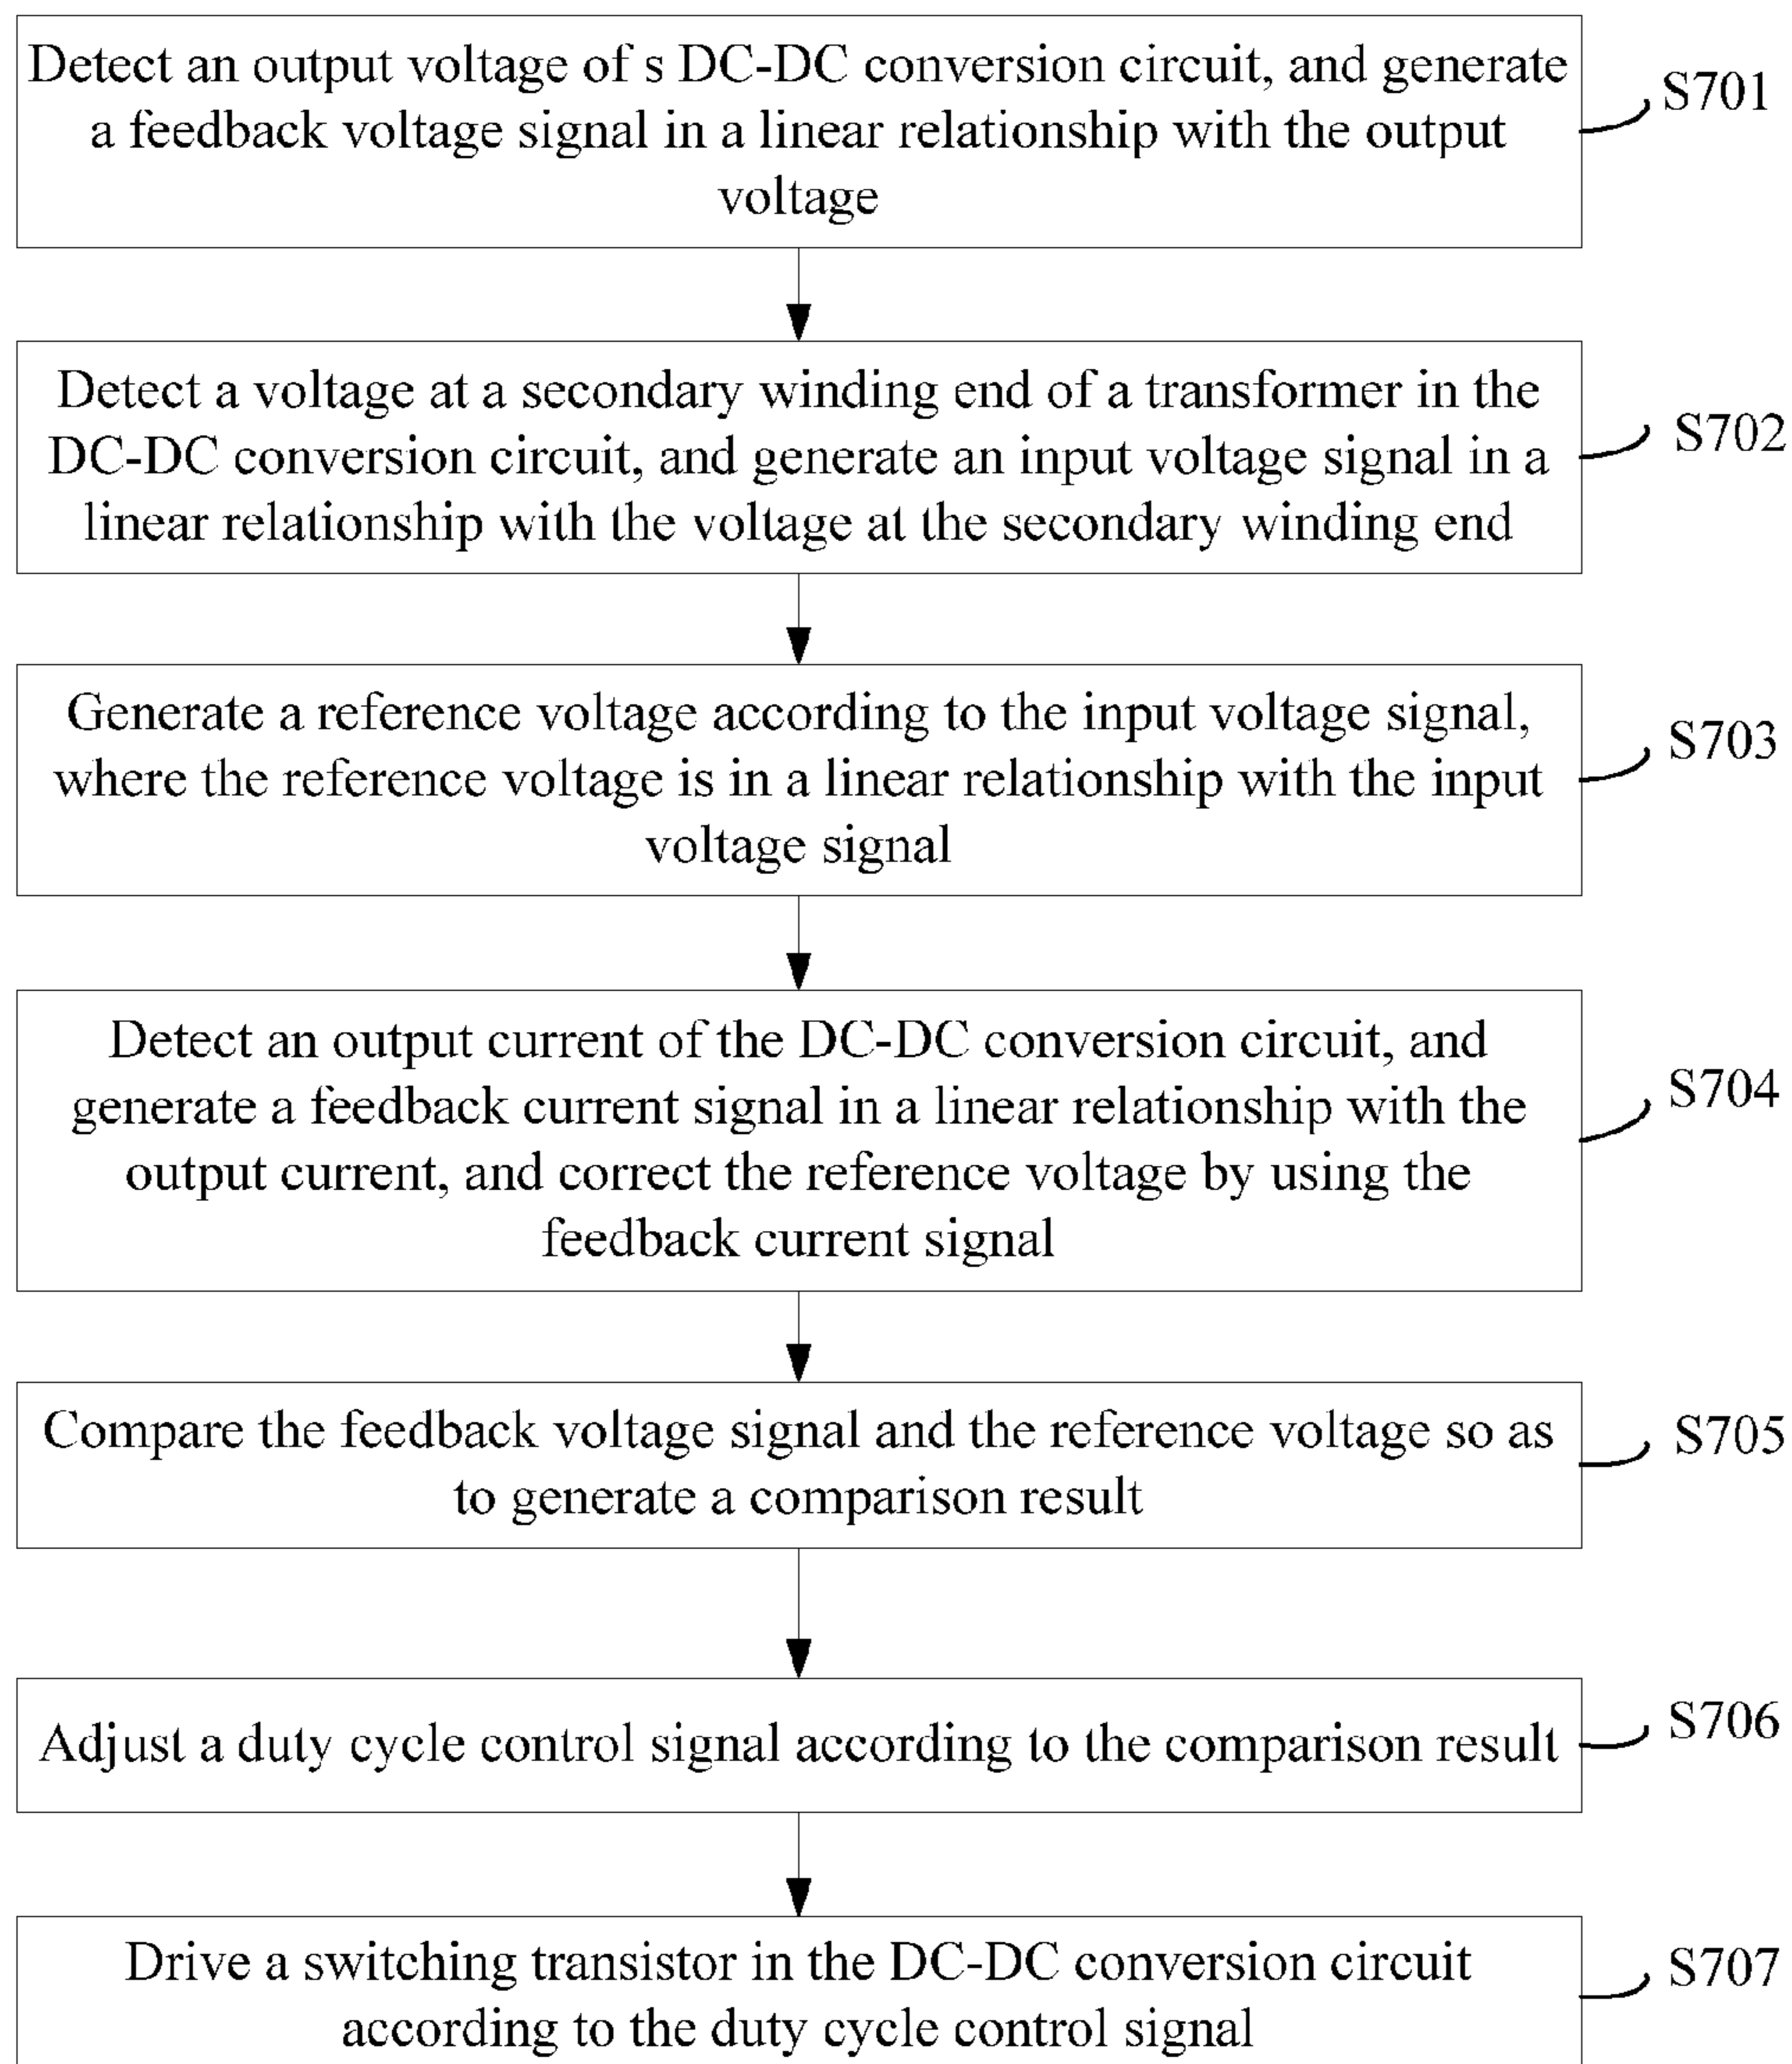 Detect an output voltage of s DC-DC conversion circuit, and generate
a feedback voltage signal in a linear relationship with the output
voltage
S701
Detect a voltage at a secondary winding end of a transformer in the
DC-DC conversion circuit, and generate an input voltage signal in a
linear relationship with the voltage at the secondary winding end
S702
Generate a reference voltage according to the input voltage signal,
where the reference voltage is in a linear relationship with the input
voltage signal
S703
Detect an output current of the DC-DC conversion circuit, and
generate a feedback current signal in a linear relationship with the
output current, and correct the reference voltage by using the
feedback current signal
S704
Compare the feedback voltage signal and the reference voltage so as
to generate a comparison result
S705
Adjust a duty cycle control signal according to the comparison result
S706
Drive a switching transistor in the DC-DC conversion circuit
according to the duty cycle control signal
S707